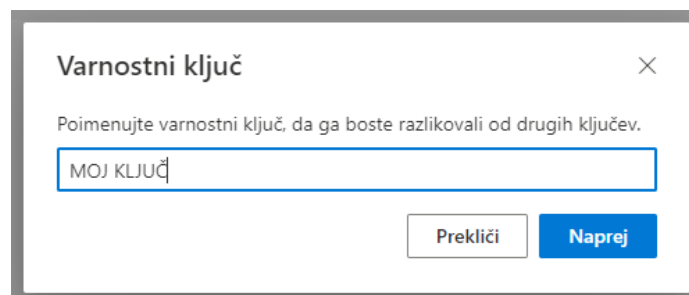 Varnostni ključ
Poimenujte varnostni ključ, da ga boste razlikovali od drugih ključev.
MOJ KLJUČ
Prekliči
Naprej